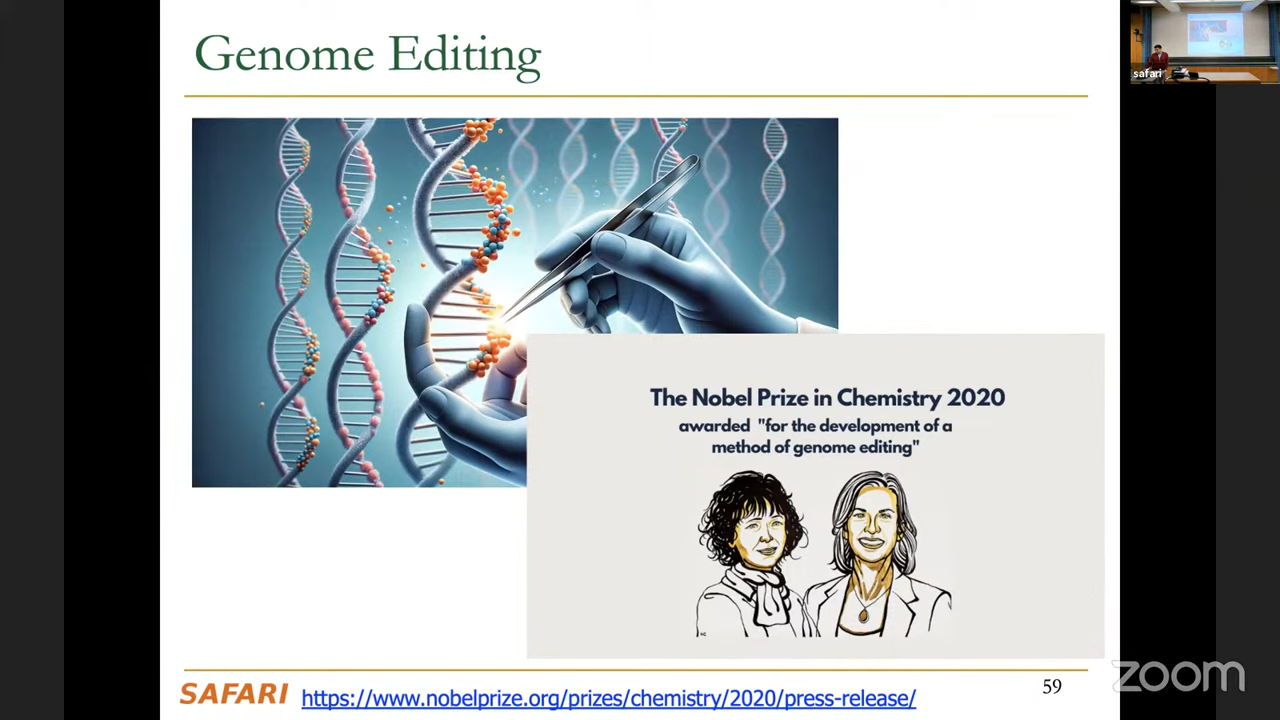 Genome Editing
safari
The Nobel Prize in Chemistry 2020
awarded "for the development of a
method of genome editing"
SAFARI https://www.nobelprize.org/prizes/chemistry/2020/press-release/
59
zoom